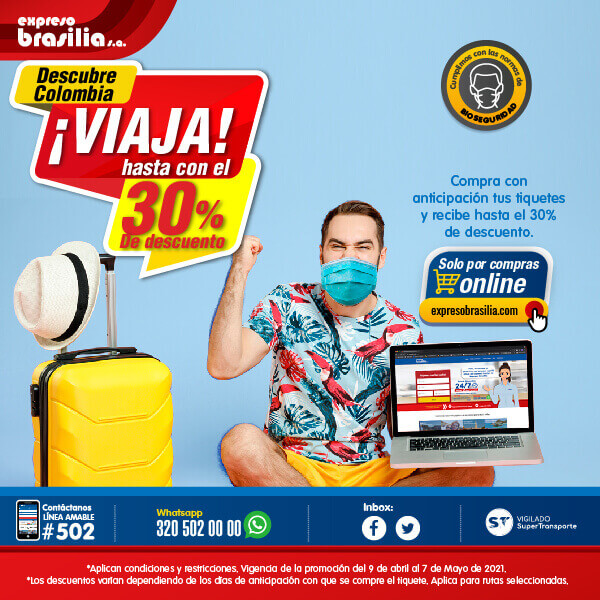 expreso
brasilia s.a.
Descubre
Colombia
¡VIAJA!
hasta con el
30%
De descuento
Cumplimos con las normas de
BIOSEGURIDAD
Compra con
anticipación tus tiquetes
y recibe hasta el 30%
de descuento.
Solo por compras
online
expresobrasilia.com
24/7
Contáctanos
LÍNEA AMABLE
#502
Whatsapp
320 502 00 00
Inbox:
ST
VIGILADO
SuperTransporte
*Aplican condiciones y restricciones. Vigencia de la promoción del 9 de abril al 7 de Mayo de 2021.
*Los descuentos varian dependiendo de los días de anticipación con que se compre el tiquete. Aplica para rutas seleccionadas.